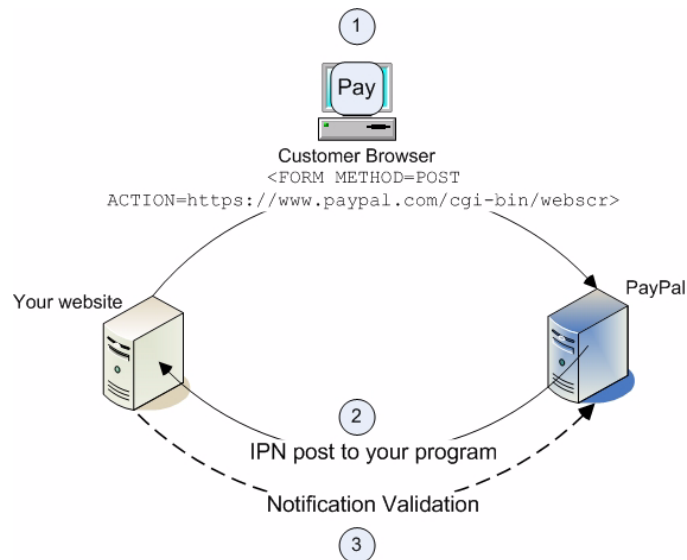 1
Pay
Customer Browser
<FORM METHOD=POST
ACTION=https://www.paypal.com/cgi-bin/webscr>
Your website
PayPal
2
IPN post to your program
Notification Validation
3